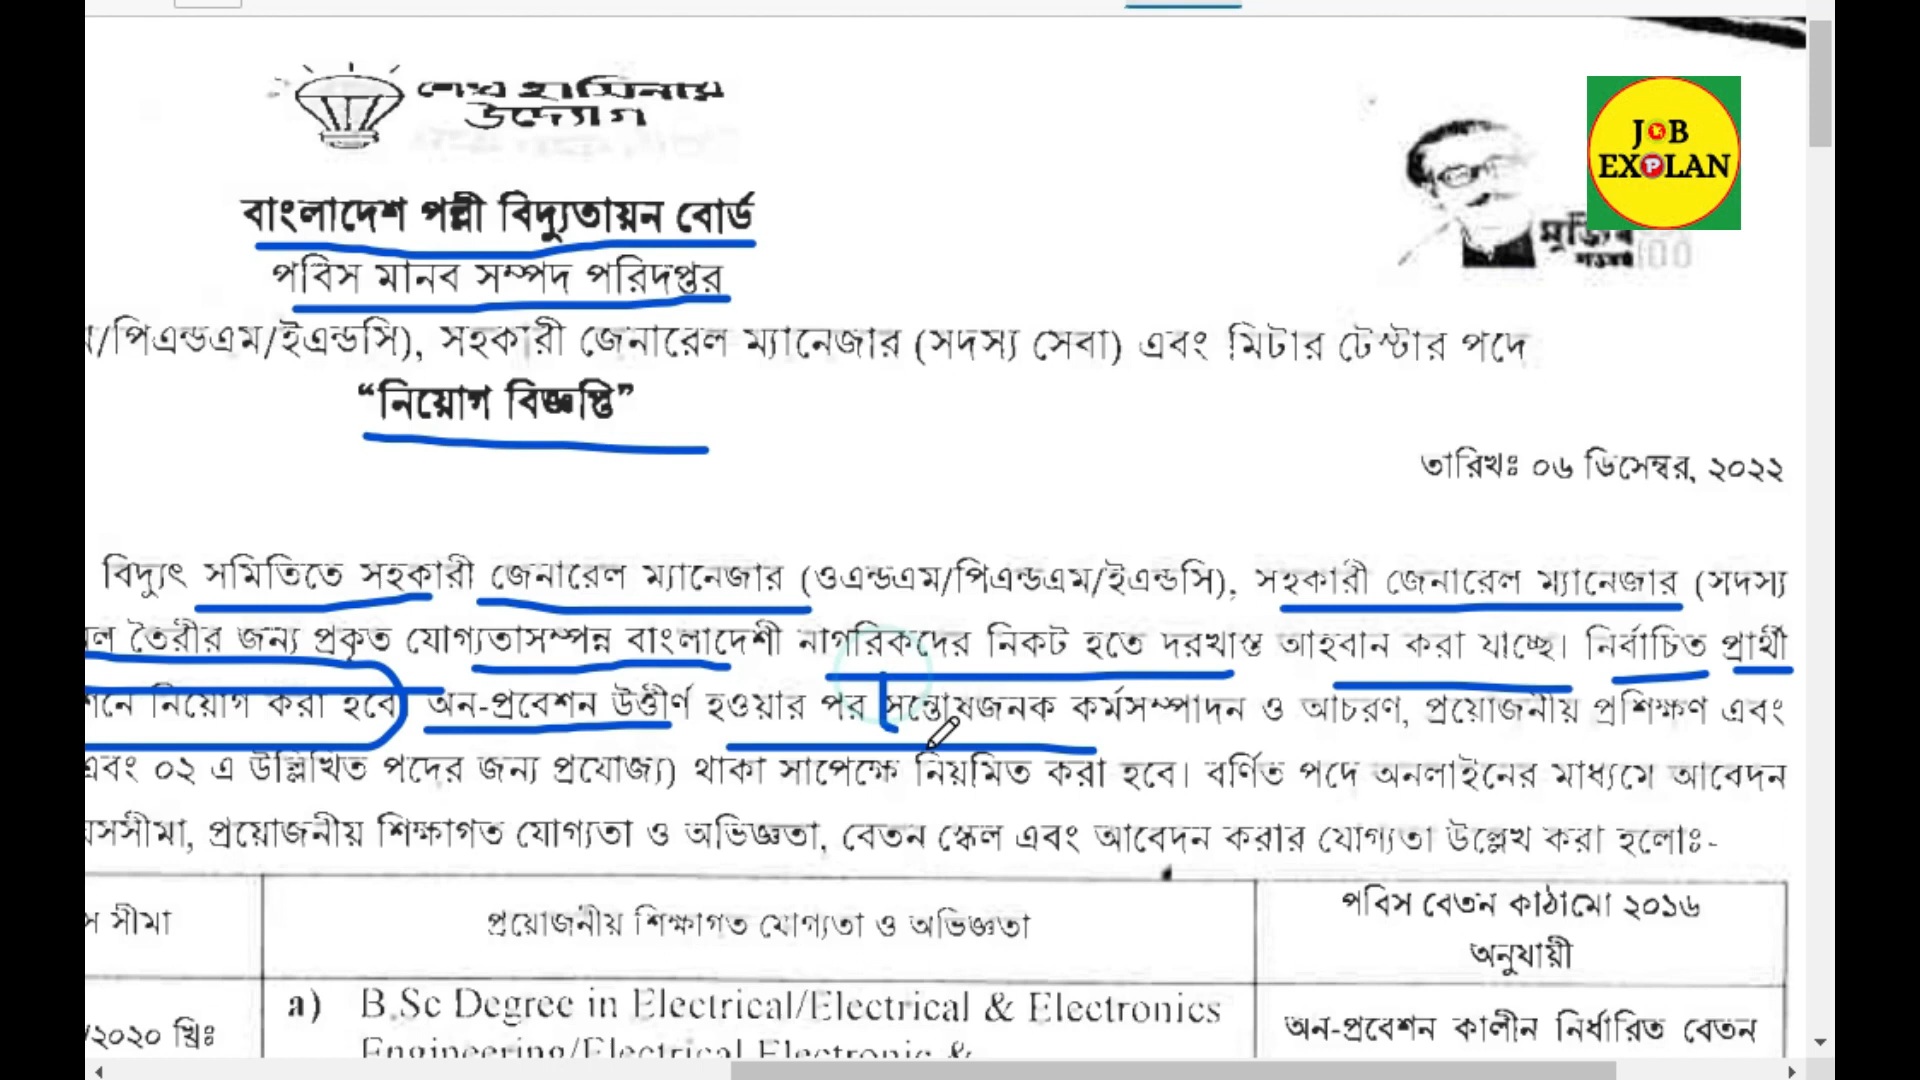 শেখ হাসিনার
উদ্যোগ
JOB
EXPLAN
বাংলাদেশ পল্লী বিদ্যুতায়ন বোর্ড
মুজিব
100
পবিস মানব সম্পদ পরিদপ্তর
/পিএন্ডএম/ইএন্ডসি), সহকারী জেনারেল ম্যানেজার (সদস্য সেবা) এবং মিটার টেস্টার পদে
“নিয়োগ বিজ্ঞপ্তি”
তারিখঃ ০৬ ডিসেম্বর, ২০২২
বিদ্যুৎ সমিতিতে সহকারী জেনারেল ম্যানেজার (ওএন্ডএম/পিএন্ডএম/ইএন্ডসি), সহকারী জেনারেল ম্যানেজার (সদস্য
তৈরীর জন্য প্রকৃত যোগ্যতাসম্পন্ন বাংলাদেশী নাগরিকদের নিকট হতে দরখাস্ত আহবান করা যাচ্ছে। নির্বাচিত প্রার্থী
নিয়োগ করা হবে অন-প্রবেশন উত্তীর্ণ হওয়ার পর সন্তোষজনক কর্মসম্পাদন ও আচরণ, প্রয়োজনীয় প্রশিক্ষণ এবং
এবং ০২ এ উল্লিখিত পদের জন্য প্রযোজ্য) থাকা সাপেক্ষে নিয়মিত করা হবে। বর্ণিত পদে অনলাইনের মাধ্যমে আবেদন
প্রয়োজনীয় শিক্ষাগত যোগ্যতা ও অভিজ্ঞতা, বেতন স্কেল এবং আবেদন করার যোগ্যতা উল্লেখ করা হলোঃ-
সীমা
প্রয়োজনীয় শিক্ষাগত যোগ্যতা ও অভিজ্ঞতা
পবিস বেতন কাঠামো ২০১৬
অনুযায়ী
/২০২০ খ্রিঃ
a) B.Sc Degree in Electrical/Electrical & Electronics
Engineering/Electrical Electronic &
অন-প্রবেশন কালীন নির্ধারিত বেতন